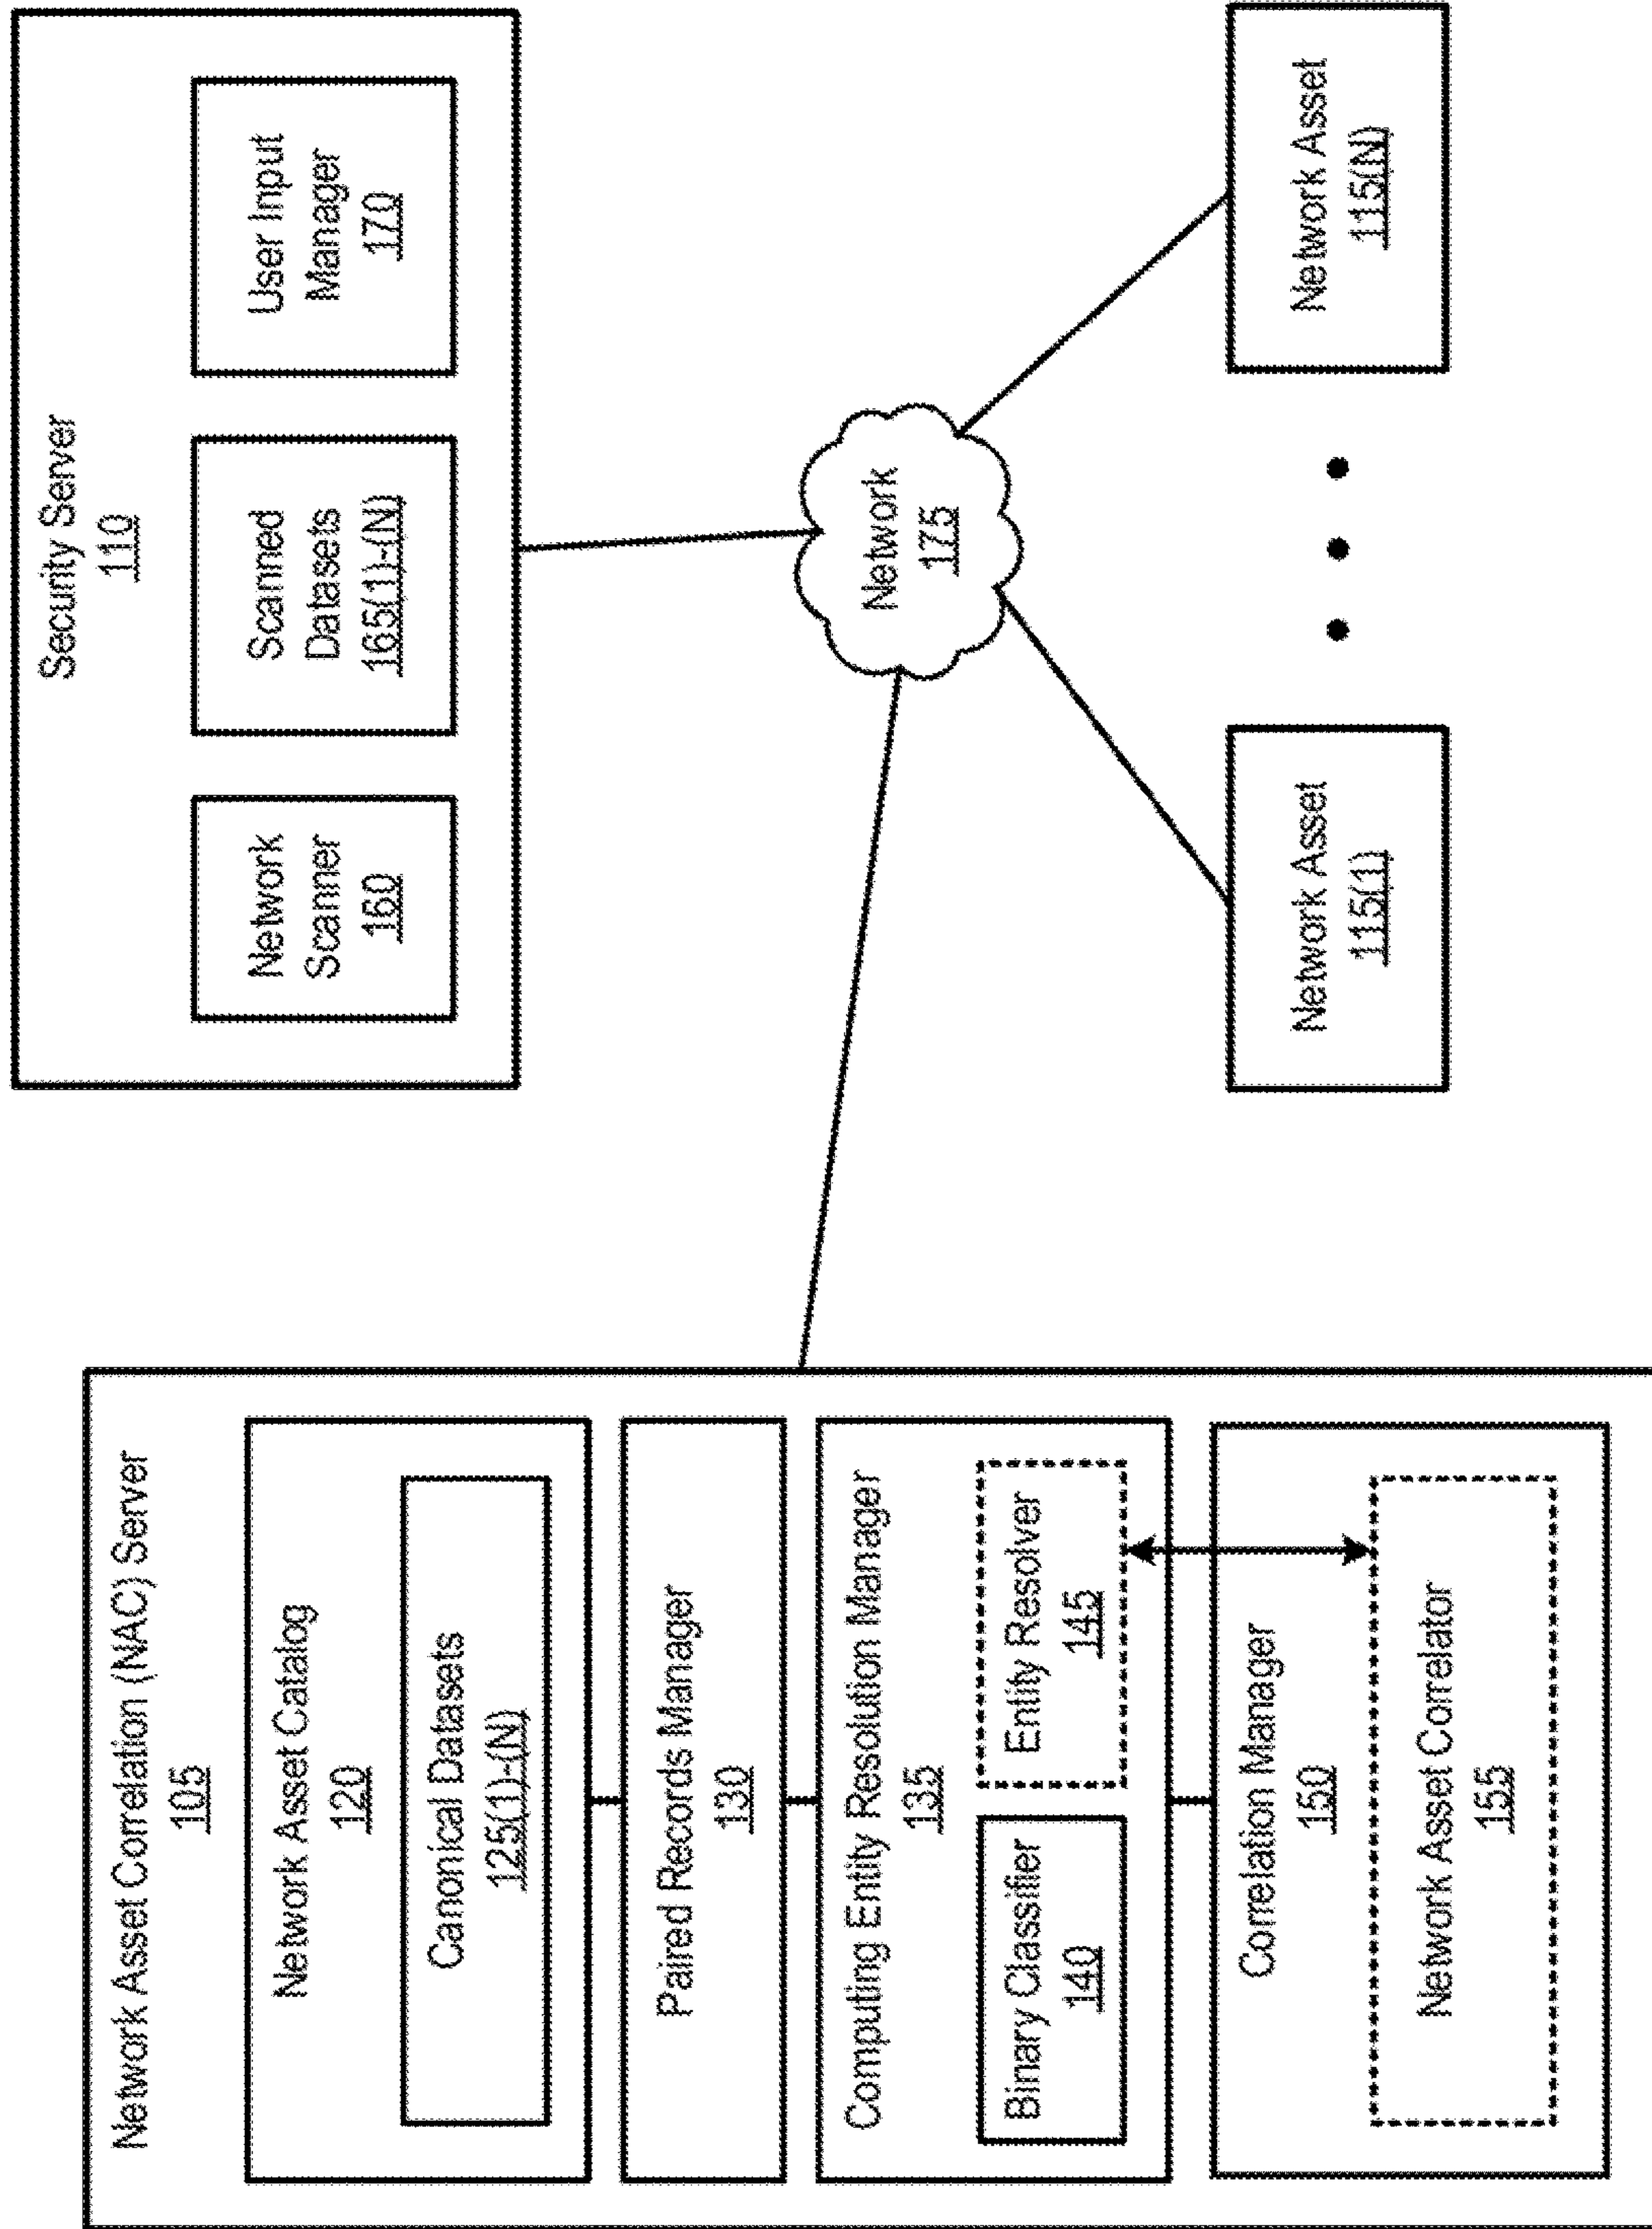 Network Asset Correlation (NAC) Server
105
Network Asset Catalog
120
Canonical Datasets
125(1)-(N)
Paired Records Manager
130
Computing Entity Resolution Manager
135
Binary Classifier
140
Entity Resolver
145
Correlation Manager
150
Network Asset Correlator
155
Security Server
110
Network
Scanner
160
Scanned
Datasets
165(1)-(N)
User Input
Manager
170
Network
175
Network Asset
115(1)
Network Asset
115(N)